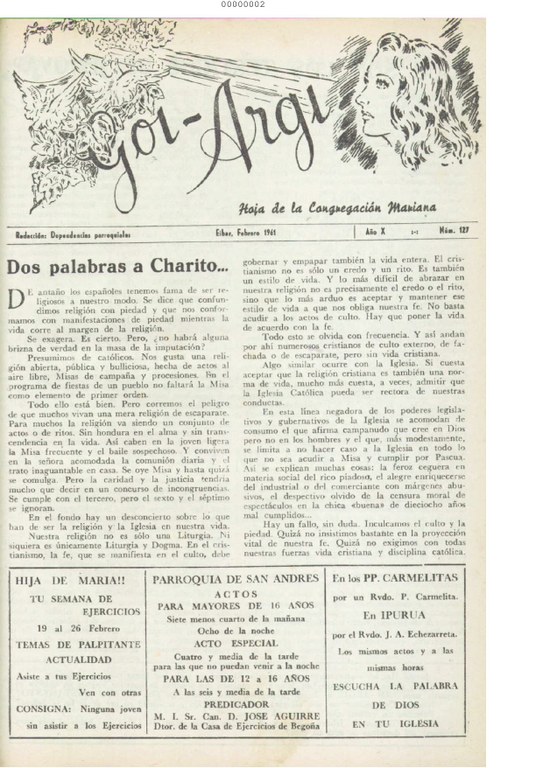 00000002
Goi-Argi
Hoja de la Congregación Mariana
Redacción: Dependencias parroquiales
Eibar, Febrero 1961
Año X
Núm. 127
Dos palabras a Charito...
DE antaño los españoles tenemos fama de ser re-
ligiosos a nuestro modo. Se dice que confun-
dimos religión con piedad y que nos confor-
mamos con manifestaciones de piedad mientras la
vida corre al margen de la religión.
Se exagera. Es cierto. Pero, ¿no habrá alguna
brizna de verdad en la masa de la imputación?
Presumimos de católicos. Nos gusta una reli-
gión abierta, pública y bulliciosa, hecha de actos al
aire libre, Misas de campaña y procesiones. En el
programa de fiestas de un pueblo no faltará la Misa
como elemento de primer orden.
Todo ello está bien. Pero corremos el peligro
de que muchos vivan una mera religión de escaparate.
Para muchos la religión va siendo un conjunto de
actos o de ritos. Sin hondura en el alma y sin tras-
cendencia en la vida. Así caben en la joven ligera
la Misa frecuente y el baile sospechoso. Y conviven
en la señora acomodada la comunión diaria y el
trato inaguantable en casa. Se oye Misa y hasta quizá
se comulga. Pero la caridad y la justicia tendría
mucho que decir en un concurso de incongruencias.
Se cumple con el tercero, pero el sexto y el séptimo
se ignoran.
En el fondo hay un desconcierto sobre lo que
han de ser la religión y la Iglesia en nuestra vida.
Nuestra religión no es sólo una Liturgia. Ni
siquiera es únicamente Liturgia y Dogma. En el cris-
tianismo, la fe, que se manifiesta en el culto, debe
gobernar y empapar también la vida entera. El cris-
tianismo no es sólo un credo y un rito. Es también
un estilo de vida. Y lo más difícil de abrazar en
nuestra religión no es precisamente el credo o el rito,
sino que lo más arduo es aceptar y mantener ese
estilo de vida a que nos obliga nuestra fe. No basta
acudir a los actos de culto. Hay que poner la vida
de acuerdo con la fe.
Todo esto se olvida con frecuencia. Y así andan
por ahí numerosos cristianos de culto externo, de fa-
chada o de escaparate, pero sin vida cristiana.
Algo similar ocurre con la Iglesia. Si cuesta
aceptar que la religión cristiana es también una nor-
ma de vida, mucho más cuesta, a veces, admitir que
la Iglesia Católica pueda ser rectora de nuestras
conductas.
En esta línea negadora de los poderes legisla-
tivos y gubernativos de la Iglesia se acomodan de
consumo el que afirma campanudo que cree en Dios
pero no en los hombres y el que, más modestamente,
se limita a no hacer caso a la Iglesia en todo lo
que no sea acudir a Misa y cumplir por Pascua.
Así se explican muchas cosas: la feroz ceguera en
materia social del rico piadoso, el alegre enriquecerse
del industrial o del comerciante con márgenes abu-
sivos, el despectivo olvido de la censura moral de
espectáculos en la chica «buena» de dieciocho años
mal cumplidos...
Hay un fallo, sin duda. Inculcamos el culto y la
piedad. Quizá no insistimos bastante en la proyección
vital de nuestra fe. Quizá no exigimos con todas
nuestras fuerzas vida cristiana y disciplina católica.
HIJA DE MARIA!!
TU SEMANA DE
EJERCICIOS
19 al 26 Febrero
TEMAS DE PALPITANTE
ACTUALIDAD
Asiste a tus Ejercicios
Ven con otras
CONSIGNA: Ninguna joven
sin asistir a los Ejercicios
PARROQUIA DE SAN ANDRES
ACTOS
PARA MAYORES DE 16 AÑOS
Siete menos cuarto de la mañana
Ocho de la noche
ACTO ESPECIAL
Cuatro y media de la tarde
para las que no puedan venir a la noche
PARA LAS DE 12 a 16 AÑOS
A las seis y media de la tarde
PREDICADOR
M. I. Sr. Can. D. JOSE AGUIRRE
Dtor. de la Casa de Ejercicios de Begoña
En los PP. CARMELITAS
por un Rvdo. P. Carmelita.
En IPURUA
por el Rvdo. J. A. Echezarreta.
Los mismos actos y a las
mismas horas
ESCUCHA LA PALABRA
DE DIOS
EN TU IGLESIA